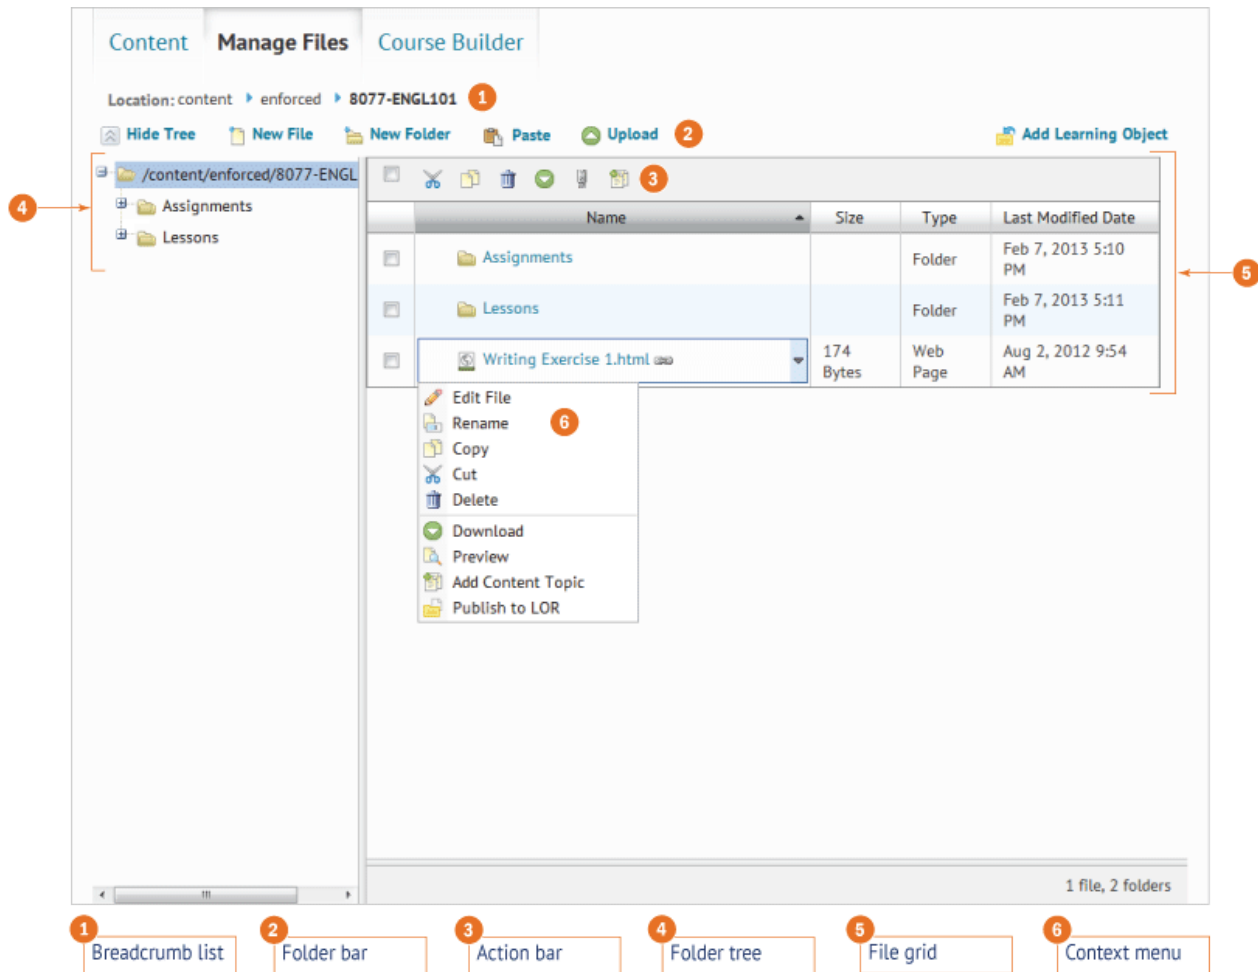 Content Manage Files Course Builder
Location: content enforced 8077-ENGL101 1
Hide Tree New File New Folder Paste Upload 2 Add Learning Object
/content/enforced/8077-ENGL
Assignments
Lessons
4
3
Name Size Type Last Modified Date
Assignments Folder Feb 7, 2013 5:10
PM
Lessons Folder Feb 7, 2013 5:11
PM
Writing Exercise 1.html 174 Web Aug 2, 2012 9:54
Bytes Page AM
5
Edit File
Rename 6
Copy
Cut
Delete
Download
Preview
Add Content Topic
Publish to LOR
1 file, 2 folders
1 2 3 4 5 6
Breadcrumb list Folder bar Action bar Folder tree File grid Context menu